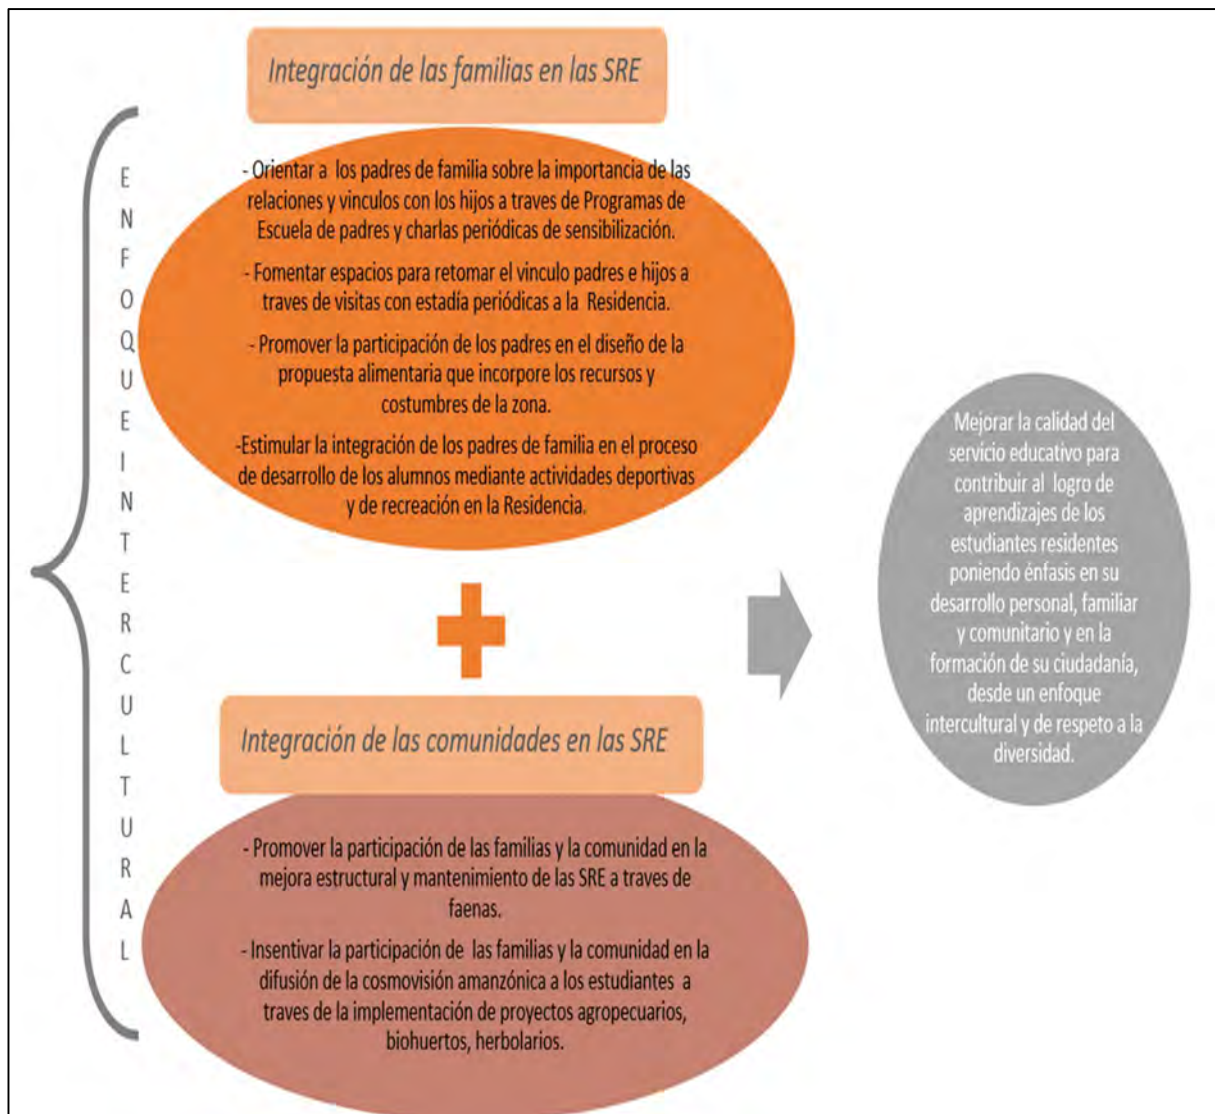 Integración de las familias en las SRE
ENFOQUE INTERCULTURAL
- Orientar a los padres de familia sobre la importancia de las
relaciones y vinculos con los hijos a traves de Programas de
Escuela de padres y charlas periódicas de sensibilización.
- Fomentar espacios para retomar el vinculo padres e hijos a
traves de visitas con estadía periódicas a la Residencia.
- Promover la participación de los padres en el diseño de la
propuesta alimentaria que incorpore los recursos y
costumbres de la zona.
-Estimular la integración de los padres de familia en el proceso
de desarrollo de los alumnos mediante actividades deportivas
y de recreación en la Residencia.
Integración de las comunidades en las SRE
- Promover la participación de las familias y la comunidad en la
mejora estructural y mantenimiento de las SRE a traves de
faenas.
- Insentivar la participación de las familias y la comunidad en la
difusión de la cosmovisión amanzónica a los estudiantes a
traves de la implementación de proyectos agropecuarios,
biohuertos, herbolarios.
Mejorar la calidad del
servicio educativo para
contribuir al logro de
aprendizajes de los
estudiantes residentes
poniendo énfasis en su
desarrollo personal, familiar
y comunitario y en la
formación de su ciudadanía,
desde un enfoque
intercultural y de respeto a la
diversidad.